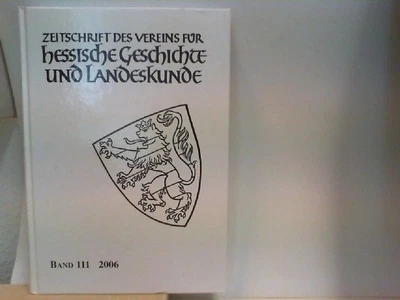 ZEITSCHRIFT DES VEREINS FÜR
hessische Geschichte
und Landeskunde
BAND 111 2006